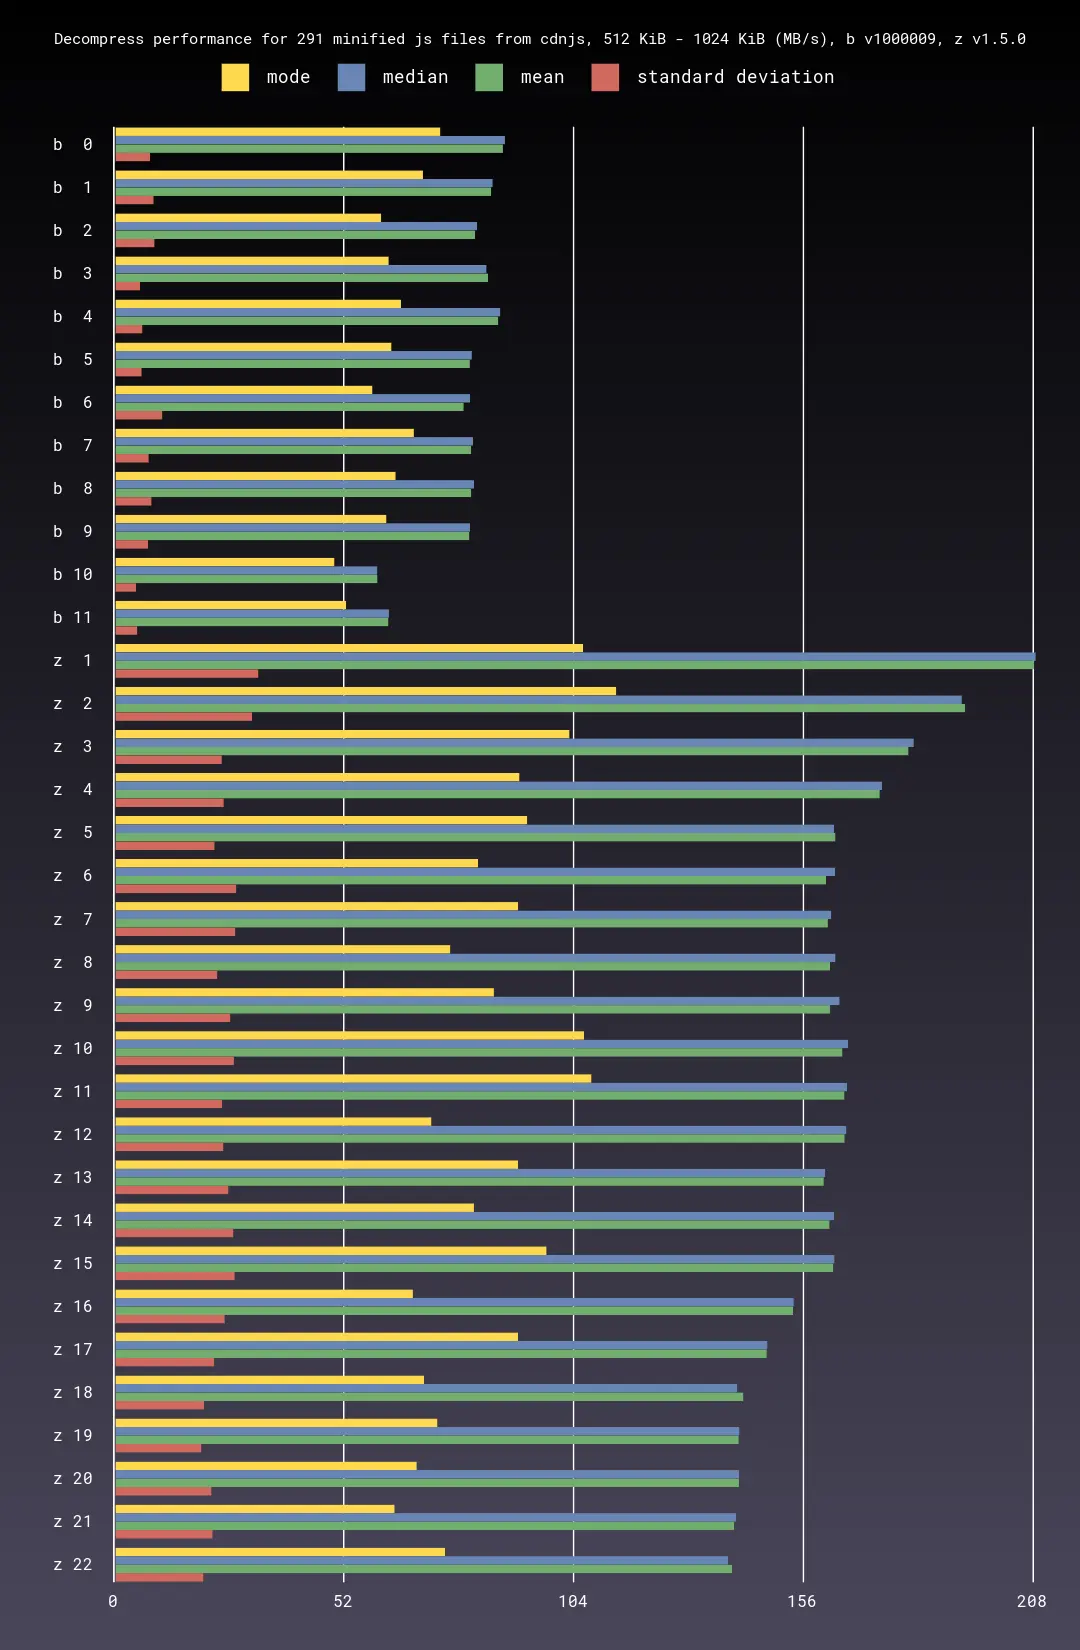 Decompress performance for 291 minified js files from cdnjs, 512 KiB - 1024 KiB (MB/s), b v1000009, z v1.5.0
mode median mean standard deviation
b 0
b 1
b 2
b 3
b 4
b 5
b 6
b 7
b 8
b 9
b 10
b 11
z 1
z 2
z 3
z 4
z 5
z 6
z 7
z 8
z 9
z 10
z 11
z 12
z 13
z 14
z 15
z 16
z 17
z 18
z 19
z 20
z 21
z 22
0 52 104 156 208